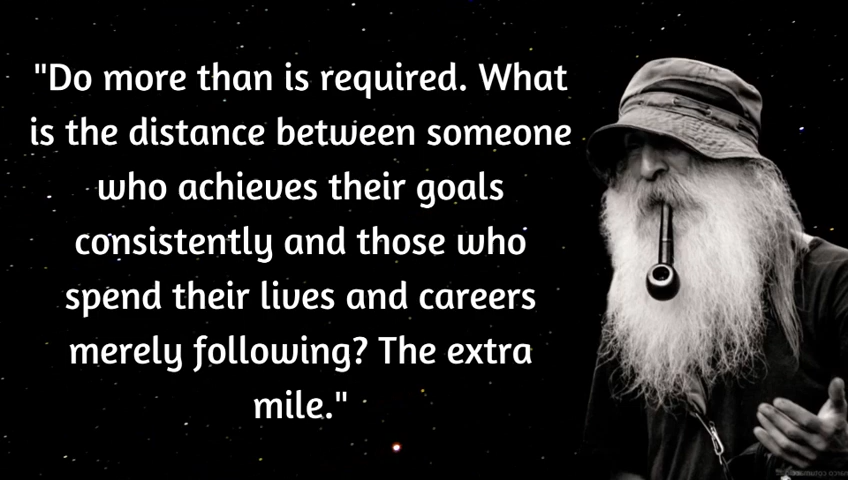 "Do more than is required. What
is the distance between someone
who achieves their goals
consistently and those who
spend their lives and careers
merely following? The extra
mile."